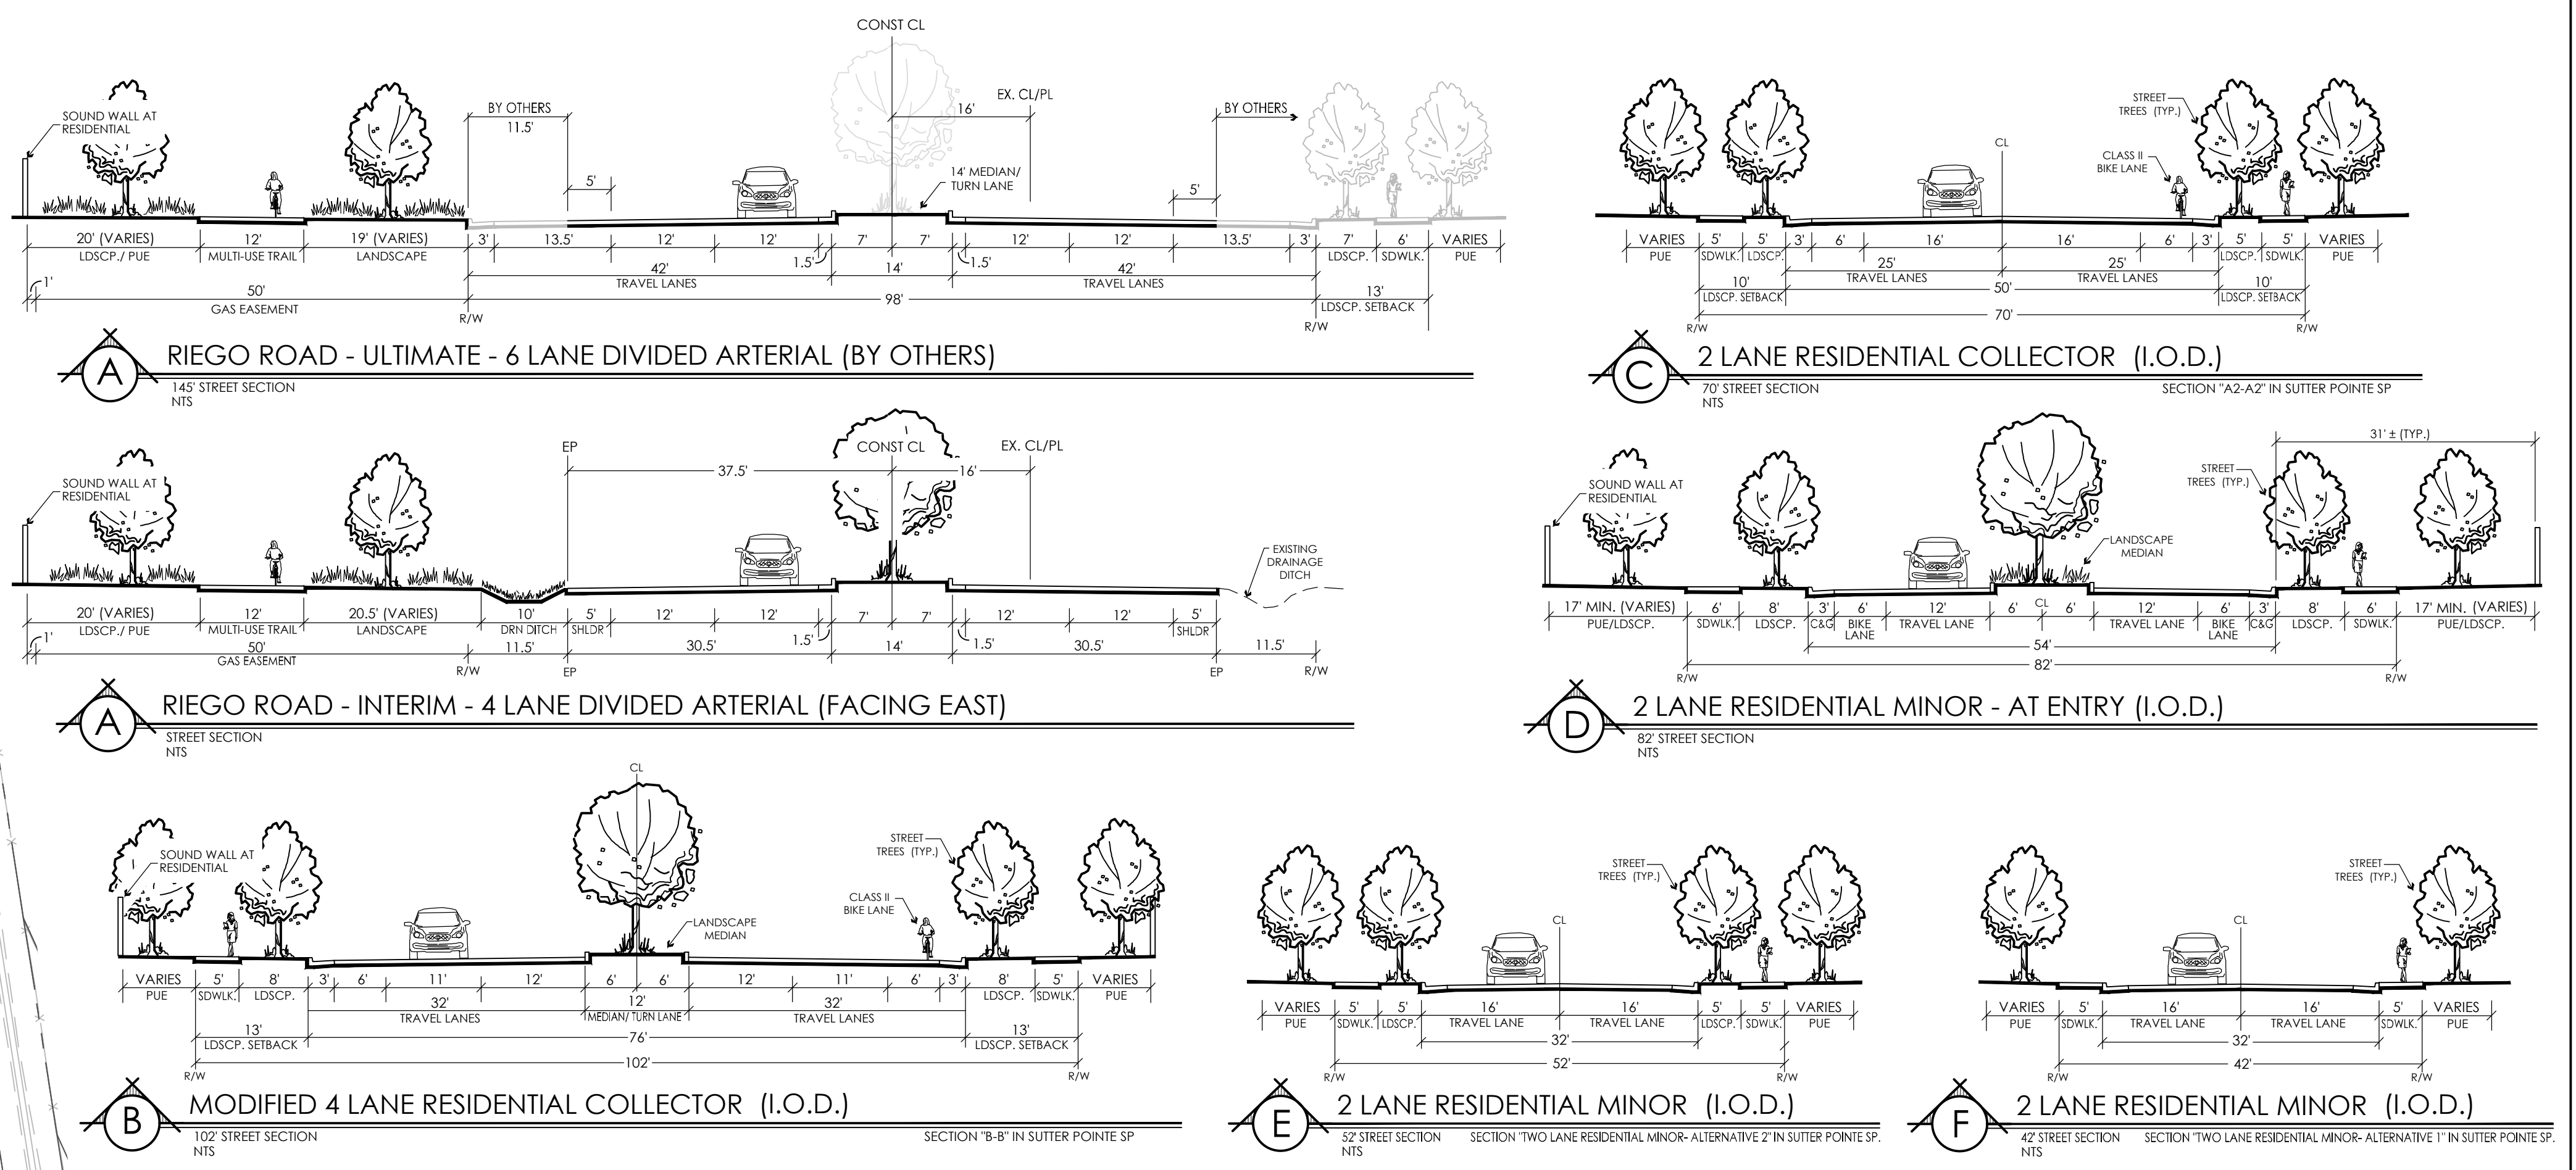 CONST CL
BY OTHERS
11.5'
16'
EX. CL/PL
BY OTHERS
SOUND WALL AT
RESIDENTIAL
5'
14' MEDIAN/
TURN LANE
5'
20' (VARIES) 12' 19' (VARIES) 3' 13.5' 12' 12' 7' 7' 12' 12' 13.5' 3' 7' 6' VARIES
LDSCP./ PUE MULTI-USE TRAIL LANDSCAPE 1.5' 1.5' LDSCP. SDWLK. PUE
42' 14' 42'
TRAVEL LANES TRAVEL LANES
1' 50' 98' 13'
GAS EASEMENT LDSCP. SETBACK
R/W R/W
A RIEGO ROAD - ULTIMATE - 6 LANE DIVIDED ARTERIAL (BY OTHERS)
145' STREET SECTION
NTS
STREET
TREES (TYP.)
CL
CLASS II
BIKE LANE
VARIES 5' 5' 3' 6' 16' 16' 6' 3' 5' 5' VARIES
PUE SDWLK. LDSCP. LDSCP. SDWLK. PUE
25' 25'
TRAVEL LANES TRAVEL LANES
10' 50' 10'
LDSCP. SETBACK LDSCP. SETBACK
70'
R/W R/W
C 2 LANE RESIDENTIAL COLLECTOR (I.O.D.)
70' STREET SECTION SECTION "A2-A2" IN SUTTER POINTE SP
NTS
EP CONST CL EX. CL/PL
37.5' 16'
SOUND WALL AT
RESIDENTIAL
EXISTING
DRAINAGE
DITCH
20' (VARIES) 12' 20.5' (VARIES) 10' 5' 12' 12' 7' 7' 12' 12' 5'
LDSCP./ PUE MULTI-USE TRAIL LANDSCAPE DRN DITCH SHLDR SHLDR
1' 50' 11.5' 30.5' 1.5' 14' 1.5' 30.5' 11.5'
GAS EASEMENT
R/W EP EP R/W
A RIEGO ROAD - INTERIM - 4 LANE DIVIDED ARTERIAL (FACING EAST)
STREET SECTION
NTS
31' ± (TYP.)
STREET
TREES (TYP.)
SOUND WALL AT
RESIDENTIAL
LANDSCAPE
MEDIAN
17' MIN. (VARIES) 6' 8' 3' 6' 12' 6' CL 6' 12' 6' 3' 8' 6' 17' MIN. (VARIES)
PUE/LDSCP. SDWLK. LDSCP. C&G BIKE TRAVEL LANE TRAVEL LANE BIKE C&G LDSCP. SDWLK. PUE/LDSCP.
LANE LANE
54'
82'
R/W R/W
D 2 LANE RESIDENTIAL MINOR - AT ENTRY (I.O.D.)
82' STREET SECTION
NTS
CL
STREET
TREES (TYP.)
SOUND WALL AT
RESIDENTIAL
CLASS II
BIKE LANE
LANDSCAPE
MEDIAN
VARIES 5' 8' 3' 6' 11' 12' 6' 6' 12' 11' 6' 3' 8' 5' VARIES
PUE SDWLK. LDSCP. LDSCP. SDWLK. PUE
32' 12' 32'
TRAVEL LANES MEDIAN/ TURN LANE TRAVEL LANES
13' 76' 13'
LDSCP. SETBACK LDSCP. SETBACK
102'
R/W R/W
B MODIFIED 4 LANE RESIDENTIAL COLLECTOR (I.O.D.)
102' STREET SECTION SECTION "B-B" IN SUTTER POINTE SP
NTS
STREET
TREES (TYP.)
CL
VARIES 5' 5' 16' 16' 5' 5' VARIES
PUE SDWLK. LDSCP. TRAVEL LANE TRAVEL LANE LDSCP. SDWLK. PUE
32'
52'
R/W R/W
E 2 LANE RESIDENTIAL MINOR (I.O.D.)
52' STREET SECTION SECTION "TWO LANE RESIDENTIAL MINOR- ALTERNATIVE 2" IN SUTTER POINTE SP.
NTS
STREET
TREES (TYP.)
CL
VARIES 5' 16' 16' 5' VARIES
PUE SDWLK. TRAVEL LANE TRAVEL LANE SDWLK. PUE
32'
42'
R/W R/W
F 2 LANE RESIDENTIAL MINOR (I.O.D.)
42' STREET SECTION SECTION "TWO LANE RESIDENTIAL MINOR- ALTERNATIVE 1" IN SUTTER POINTE SP.
NTS